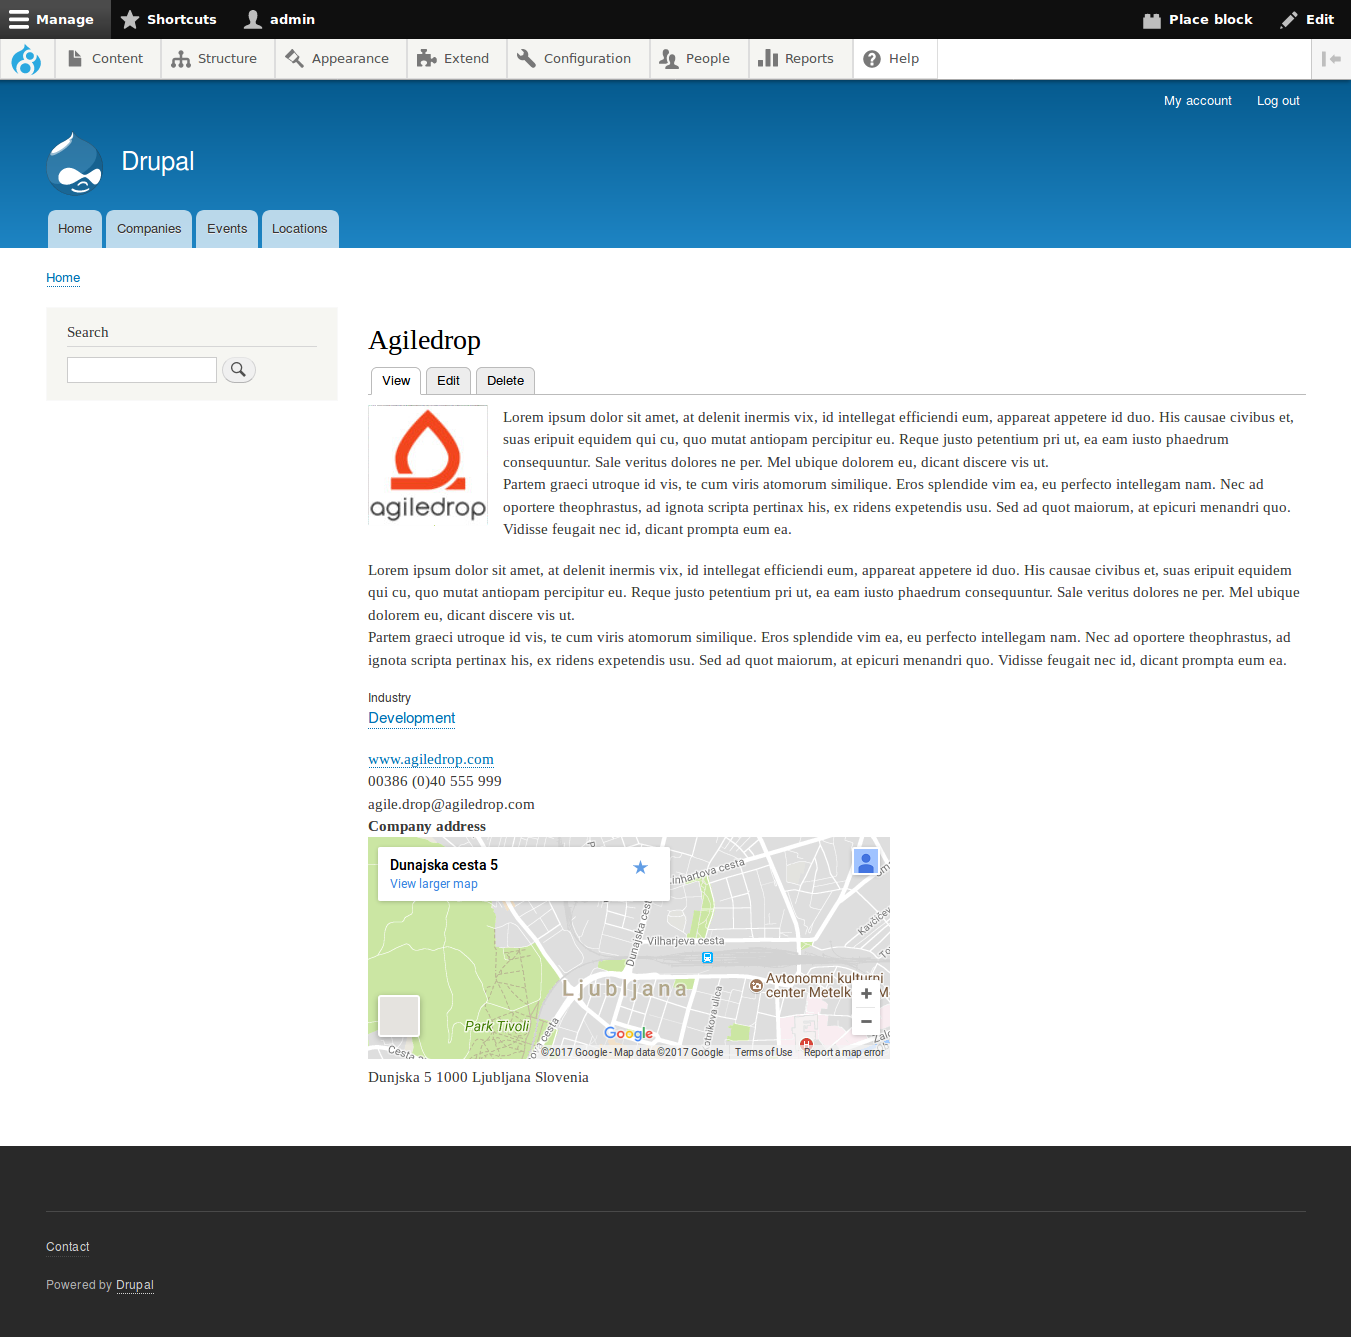 Manage Shortcuts admin Place block Edit
Content Structure Appearance Extend Configuration People Reports Help
My account Log out
Drupal
Home Companies Events Locations
Home
Search
Agiledrop
View Edit Delete
agiledrop
Lorem ipsum dolor sit amet, at delenit inermis vix, id intellegat efficiendi eum, appareat appetere id duo. His causae civibus et,
suas eripuit equidem qui cu, quo mutat antiopam percipitur eu. Reque justo petentium pri ut, ea eam iusto phaedrum
consequuntur. Sale veritus dolores ne per. Mel ubique dolorem eu, dicant discere vis ut.
Partem graeci utroque id vis, te cum viris atomorum similique. Eros splendide vim ea, eu perfecto intellegam nam. Nec ad
oportere theophrastus, ad ignota scripta pertinax his, ex ridens expetendis usu. Sed ad quot maiorum, at epicuri menandri quo.
Vidisse feugait nec id, dicant prompta eum ea.
Lorem ipsum dolor sit amet, at delenit inermis vix, id intellegat efficiendi eum, appareat appetere id duo. His causae civibus et, suas eripuit equidem
qui cu, quo mutat antiopam percipitur eu. Reque justo petentium pri ut, ea eam iusto phaedrum consequuntur. Sale veritus dolores ne per. Mel ubique
dolorem eu, dicant discere vis ut.
Partem graeci utroque id vis, te cum viris atomorum similique. Eros splendide vim ea, eu perfecto intellegam nam. Nec ad oportere theophrastus, ad
ignota scripta pertinax his, ex ridens expetendis usu. Sed ad quot maiorum, at epicuri menandri quo. Vidisse feugait nec id, dicant prompta eum ea.
Industry
Development
www.agiledrop.com
00386 (0)40 555 999
agile.drop@agiledrop.com
Company address
Dunajska cesta 5
View larger map
inhartova cesta
Dunajska cest
Kavčičev
Vilharjeva cesta
Avtonomni kulturni
center Metelk
Ljubljana
Park Tivoli
otnikova ulica
Google
Cesta
cesta
©2017 Google - Map data ©2017 Google Terms of Use Report a map error
Dunjska 5 1000 Ljubljana Slovenia
Contact
Powered by Drupal